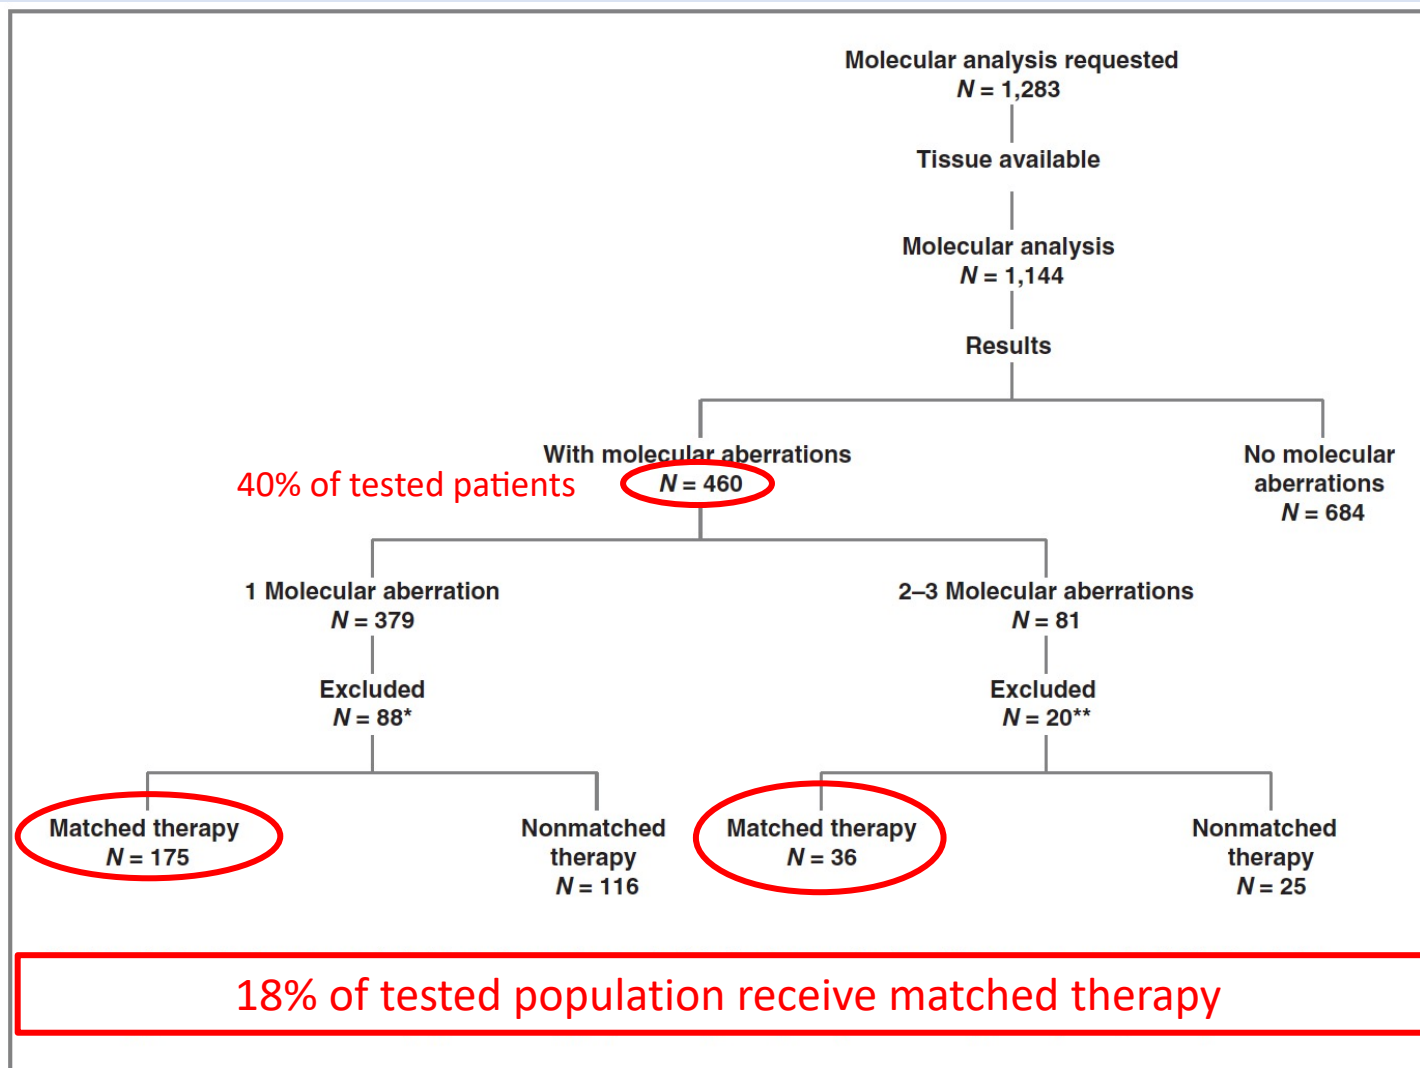 Molecular analysis requested
N = 1,283
Tissue available
Molecular analysis
N = 1,144
Results
With molecular aberrations
N = 460
40% of tested patients
No molecular
aberrations
N = 684
1 Molecular aberration
N = 379
2–3 Molecular aberrations
N = 81
Excluded
N = 88*
Excluded
N = 20**
Matched therapy
N = 175
Nonmatched
therapy
N = 116
Matched therapy
N = 36
Nonmatched
therapy
N = 25
18% of tested population receive matched therapy